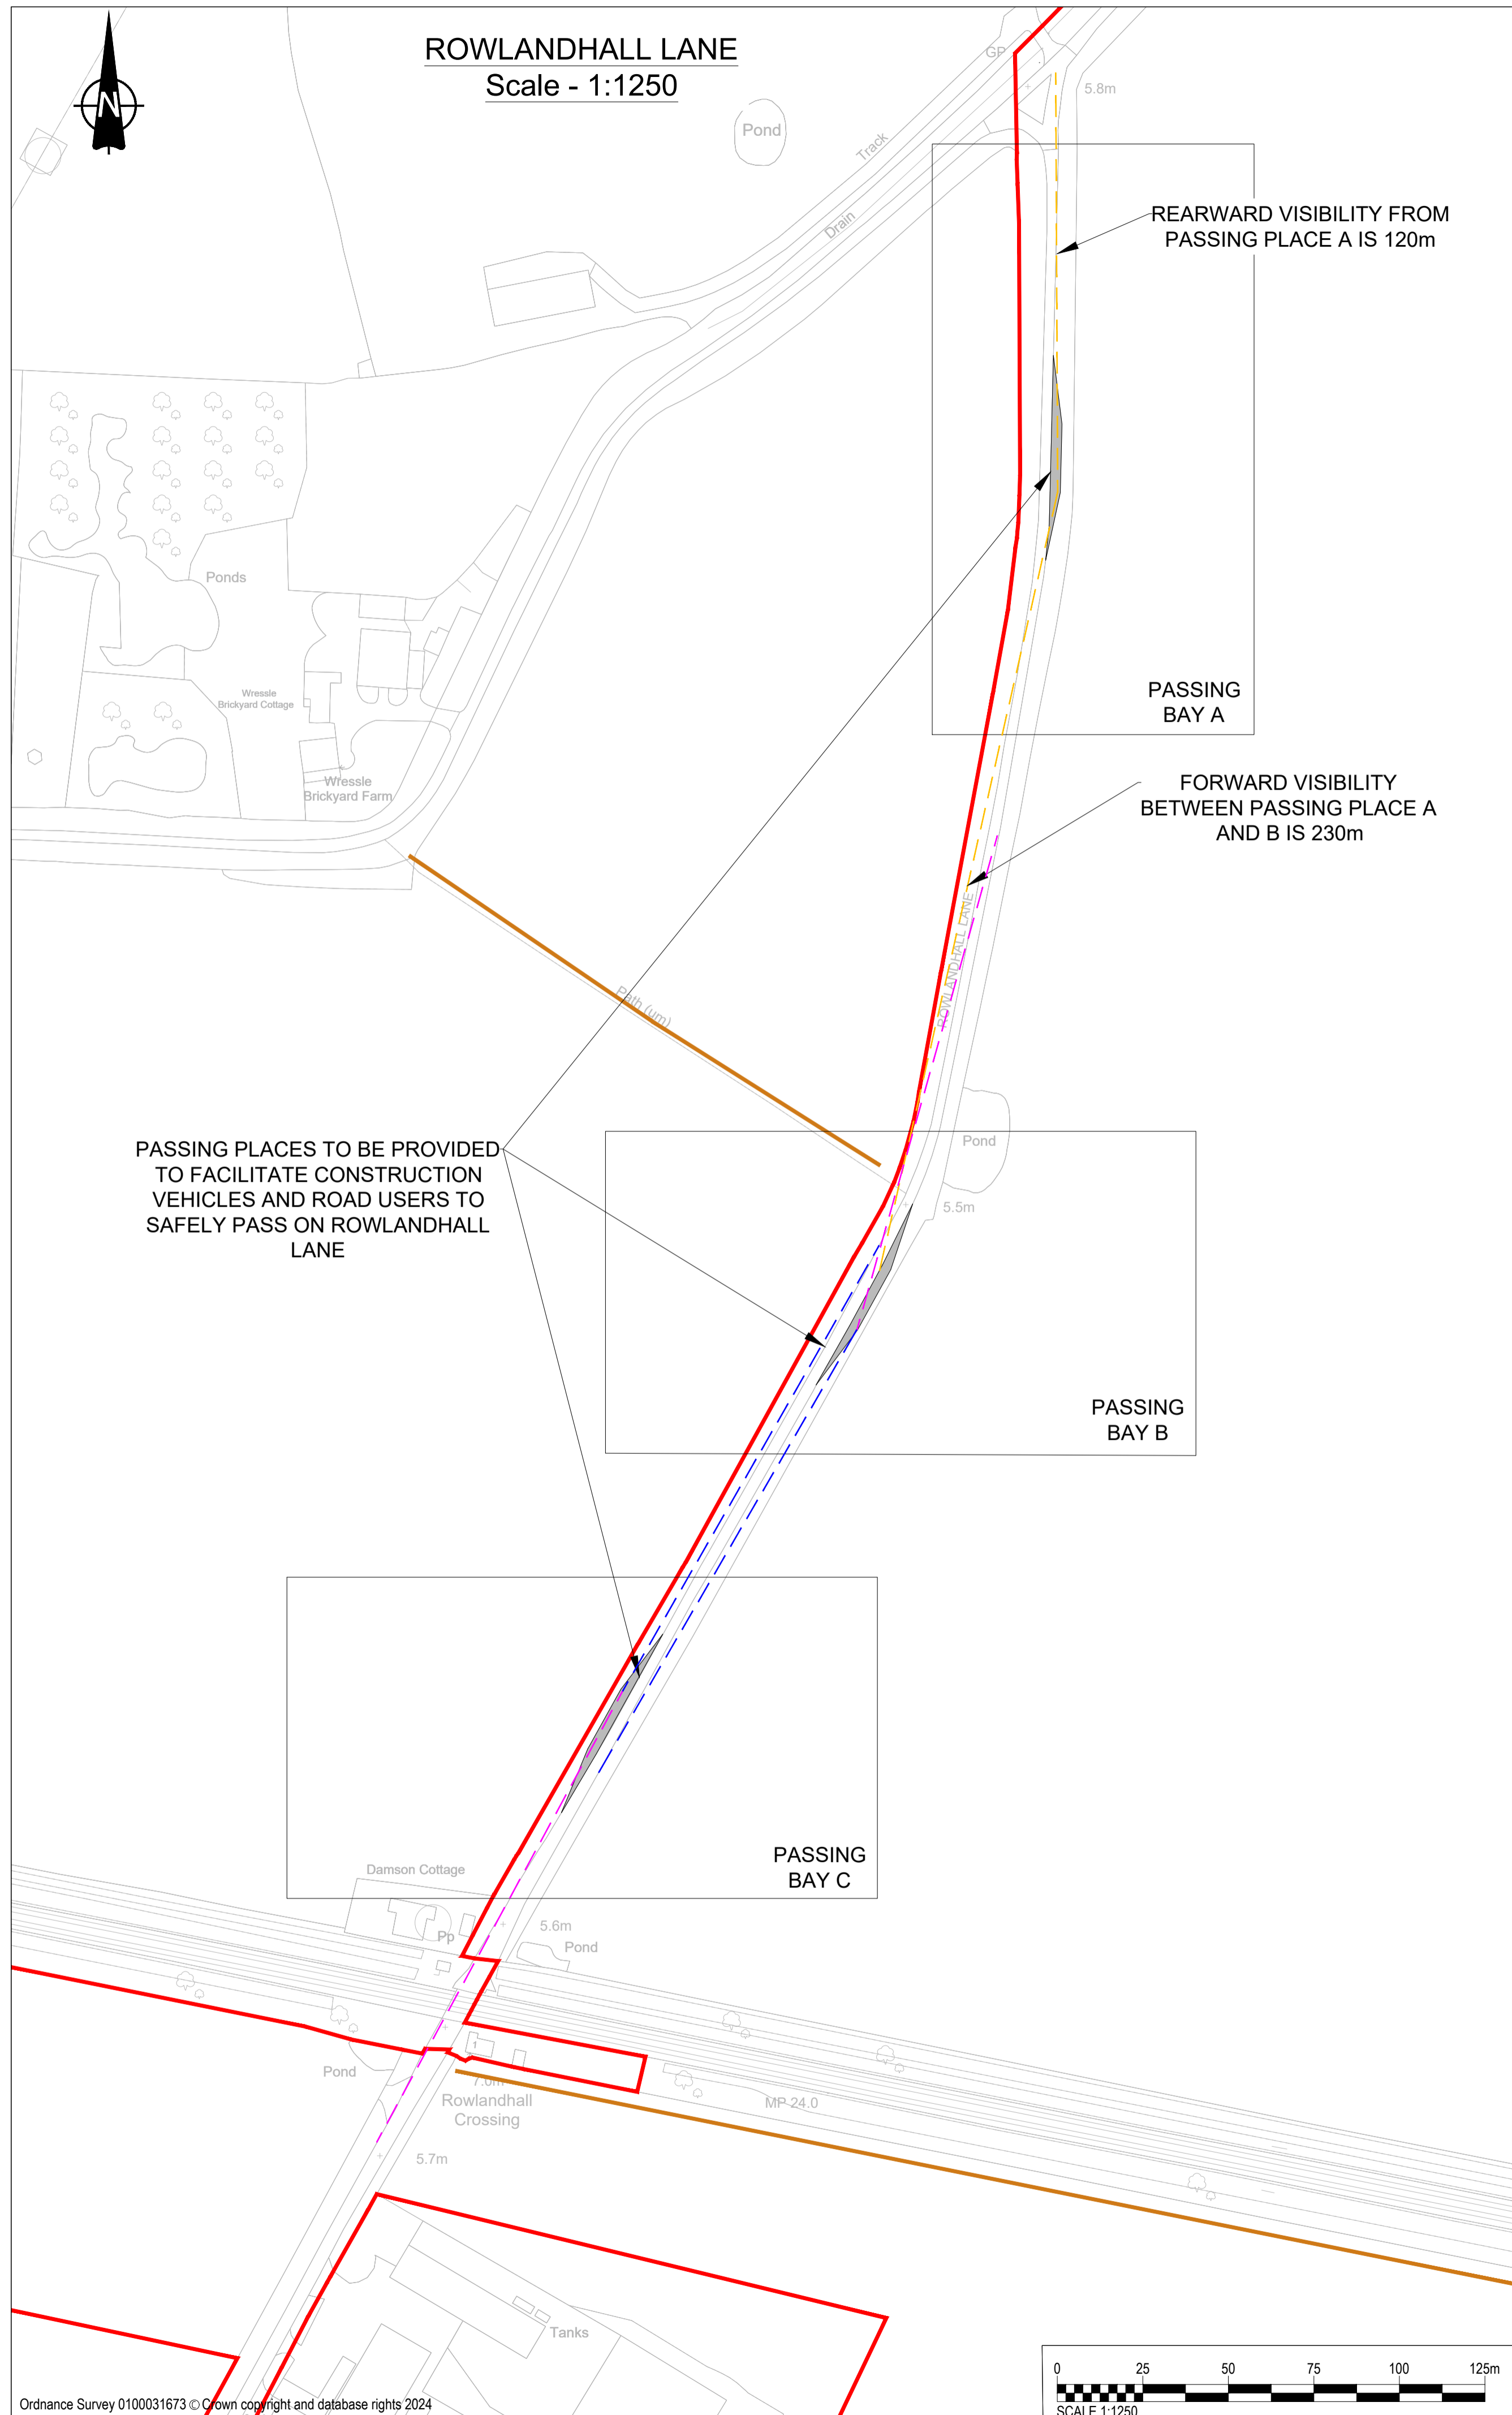 ROWLANDHALL LANE
Scale - 1:1250
N
GP
5.8m
Pond
Track
Drain
REARWARD VISIBILITY FROM
PASSING PLACE A IS 120m
Ponds
Wressle
Brickyard Cottage
PASSING
BAY A
Wressle
Brickyard Farm
FORWARD VISIBILITY
BETWEEN PASSING PLACE A
AND B IS 230m
ROWLANDHALL LANE
Path (um)
Pond
PASSING PLACES TO BE PROVIDED
TO FACILITATE CONSTRUCTION
VEHICLES AND ROAD USERS TO
SAFELY PASS ON ROWLANDHALL
LANE
5.5m
PASSING
BAY B
PASSING
BAY C
Damson Cottage
Pp
5.6m
Pond
1
Pond
7.0m
Rowlandhall
Crossing
MP 24.0
5.7m
Tanks
0 25 50 75 100 125m
SCALE 1:1250
Ordnance Survey 0100031673 © Crown copyright and database rights 2024